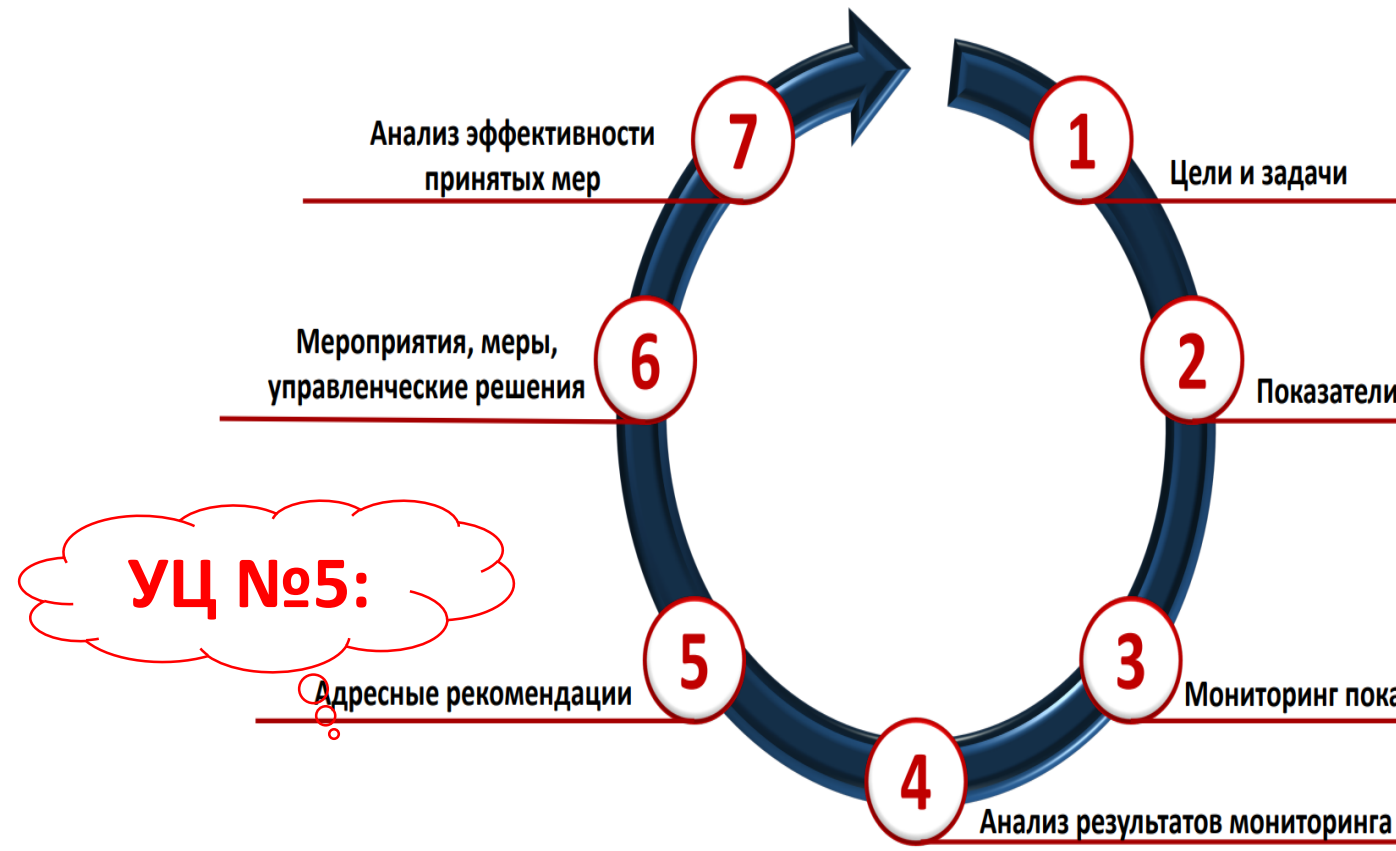 1
Цели и задачи
2
Показатели
3
Мониторинг
4
Анализ результатов мониторинга
5
Адресные рекомендации
УЦ №5:
6
Мероприятия, меры,
управленческие решения
7
Анализ эффективности
принятых мер